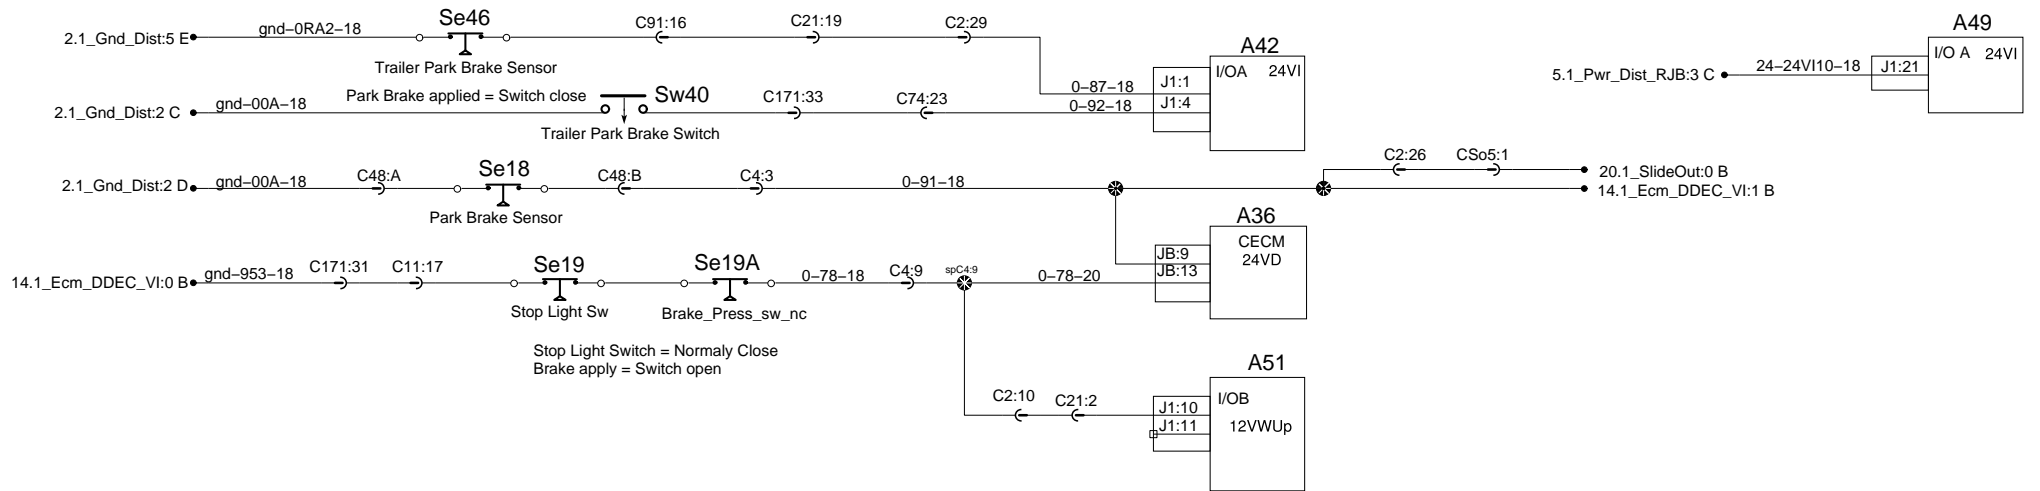 Se46
C91:16
C21:19
C2:29
A49
2.1_Gnd_Dist:5 E
gnd-0RA2-18
A42
I/O A 24VI
Trailer Park Brake Sensor
I/OA 24VI
5.1_Pwr_Dist_RJB:3 C
24-24VI10-18
J1:21
Park Brake applied = Switch close
Sw40
C171:33
C74:23
0-87-18
J1:1
2.1_Gnd_Dist:2 C
gnd-00A-18
0-92-18
J1:4
Trailer Park Brake Switch
Se18
C2:26
CSo5:1
2.1_Gnd_Dist:2 D
gnd-00A-18
C48:A
C48:B
C4:3
0-91-18
20.1_SlideOut:0 B
14.1_Ecm_DDEC_VI:1 B
Park Brake Sensor
A36
CECM
24VD
JB:9
JB:13
14.1_Ecm_DDEC_VI:0 B
gnd-953-18
C171:31
C11:17
Se19
Se19A
0-78-18
C4:9
spC4:9
0-78-20
Stop Light Sw
Brake_Press_sw_nc
Stop Light Switch = Normaly Close
Brake apply = Switch open
A51
C2:10
C21:2
J1:10
J1:11
I/OB
12VWUp